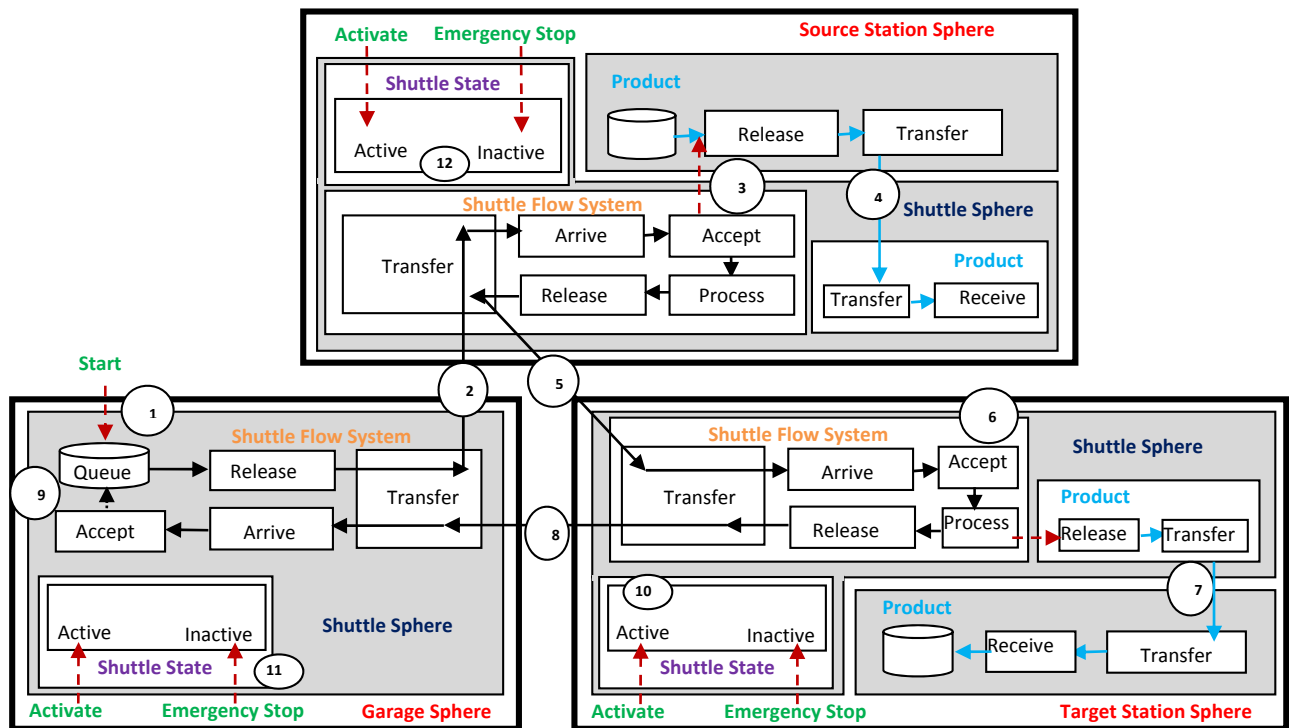 Activate
Emergency Stop
Source Station Sphere
Shuttle State
Active
Inactive
12
Product
Release
Transfer
3
4
Shuttle Flow System
Transfer
Arrive
Accept
Release
Process
Shuttle Sphere
Product
Transfer
Receive
Start
1
2
5
Shuttle Flow System
Queue
Release
Transfer
9
Accept
Arrive
8
Active
Inactive
Shuttle State
11
Shuttle Sphere
Activate
Emergency Stop
Garage Sphere
6
Shuttle Flow System
Transfer
Arrive
Accept
Release
Process
Shuttle Sphere
Product
Release
Transfer
7
10
Active
Inactive
Shuttle State
Product
Receive
Transfer
Activate
Emergency Stop
Target Station Sphere